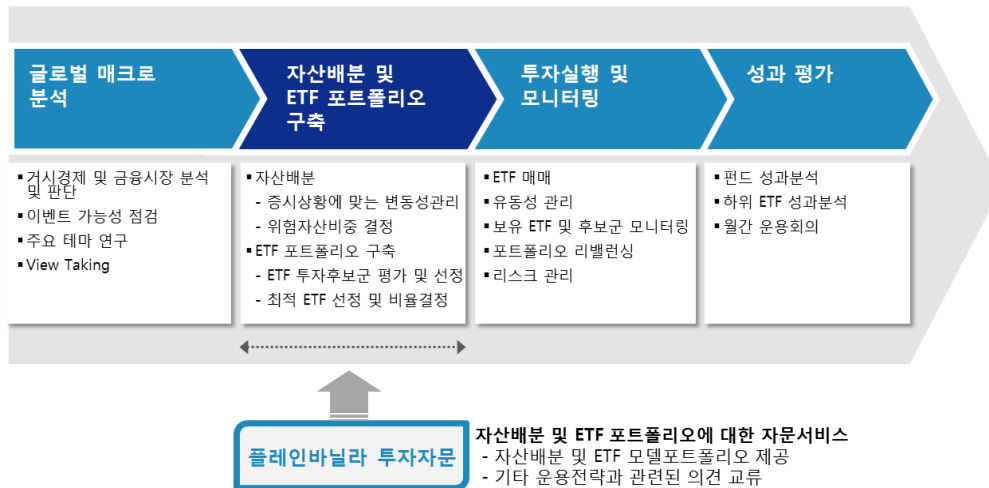 글로벌 매크로
분석
자산배분 및
ETF 포트폴리오
구축
투자실행 및
모니터링
성과 평가
▪거시경제 및 금융시장 분석
및 판단
▪이벤트 가능성 점검
▪주요 테마 연구
▪View Taking
▪자산배분
- 증시상황에 맞는 변동성관리
- 위험자산비중 결정
▪ETF 포트폴리오 구축
- ETF 투자후보군 평가 및 선정
- 최적 ETF 선정 및 비율결정
▪ETF 매매
▪유동성 관리
▪보유 ETF 및 후보군 모니터링
▪포트폴리오 리밸런싱
▪리스크 관리
▪펀드 성과분석
▪하위 ETF 성과분석
▪월간 운용회의
플레인바닐라 투자자문
자산배분 및 ETF 포트폴리오에 대한 자문서비스
- 자산배분 및 ETF 모델포트폴리오 제공
- 기타 운용전략과 관련된 의견 교류